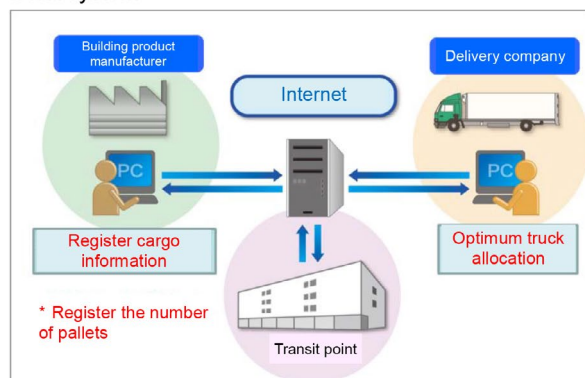 Building product
manufacturer
Delivery company
Internet
PC
PC
Register cargo
information
Optimum truck
allocation
* Register the number
of pallets
Transit point